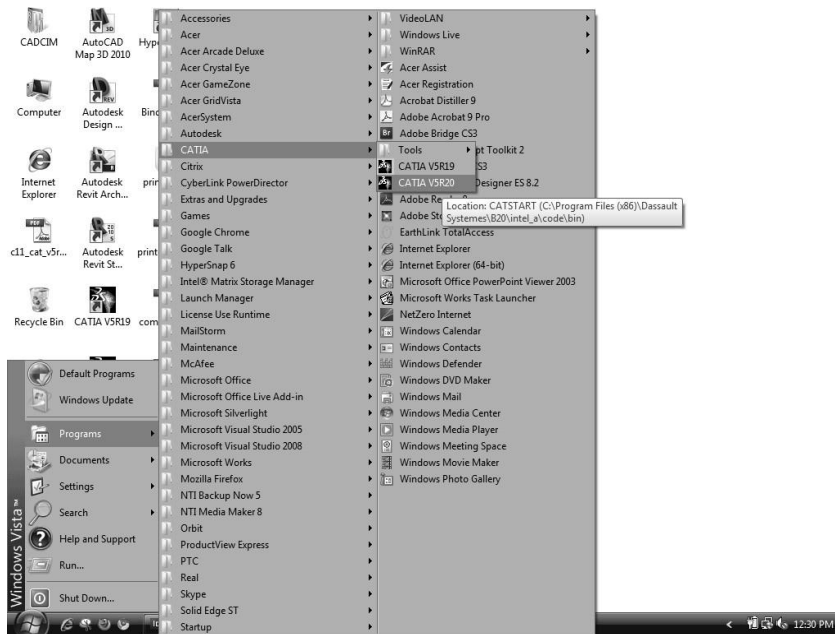 CADCIM
AutoCAD
Map 3D 2010
Computer
Autodesk
Design ...
Internet
Explorer
Autodesk
Revit Arch...
c11_cat_v5r...
Autodesk
Revit St...
Recycle Bin
CATIA V5R19
Default Programs
Windows Update
Programs
Documents
Settings
Search
Help and Support
Run...
Shut Down...
Windows Vista™
Accessories
Acer
Acer Arcade Deluxe
Acer Crystal Eye
Acer GameZone
Acer GridVista
AcerSystem
Autodesk
CATIA
Citrix
CyberLink PowerDirector
Extras and Upgrades
Games
Google Chrome
Google Talk
HyperSnap 6
Intel® Matrix Storage Manager
Launch Manager
License Use Runtime
MailStorm
Maintenance
McAfee
Microsoft Office
Microsoft Office Live Add-in
Microsoft Silverlight
Microsoft Visual Studio 2005
Microsoft Visual Studio 2008
Microsoft Works
Mozilla Firefox
NTI Backup Now 5
NTI Media Maker 8
Orbit
ProductView Express
PTC
Real
Skype
Solid Edge ST
Startup
VideoLAN
Windows Live
WinRAR
Acer Assist
Acer Registration
Acrobat Distiller 9
Adobe Acrobat 9 Pro
Adobe Bridge CS3
Tools
pt Toolkit 2
CATIA V5R19
CS3
CATIA V5R20
Designer ES 8.2
Location: CATSTART (C:\Program Files (x86)\Dassault
Systemes\B20\intel_a\code\bin)
EarthLink TotalAccess
Internet Explorer
Internet Explorer (64-bit)
Microsoft Office PowerPoint Viewer 2003
Microsoft Works Task Launcher
NetZero Internet
Windows Calendar
Windows Contacts
Windows Defender
Windows DVD Maker
Windows Mail
Windows Media Center
Windows Media Player
Windows Meeting Space
Windows Movie Maker
Windows Photo Gallery
12:30 PM